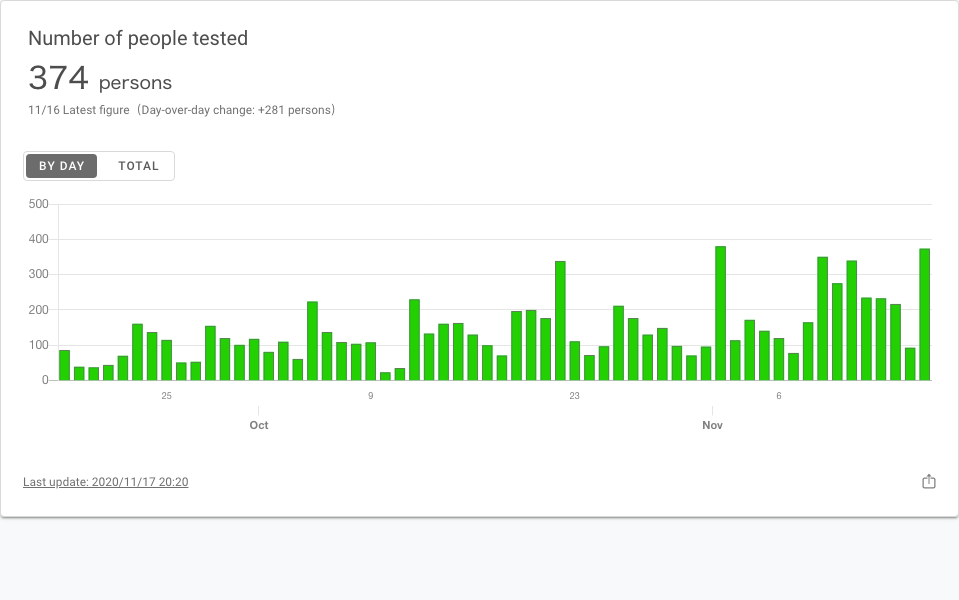 Number of people tested
374 persons
11/16 Latest figure（Day-over-day change: +281 persons）
BY DAY TOTAL
500
400
300
200
100
0
25 9 23 6
Oct Nov
Last update: 2020/11/17 20:20